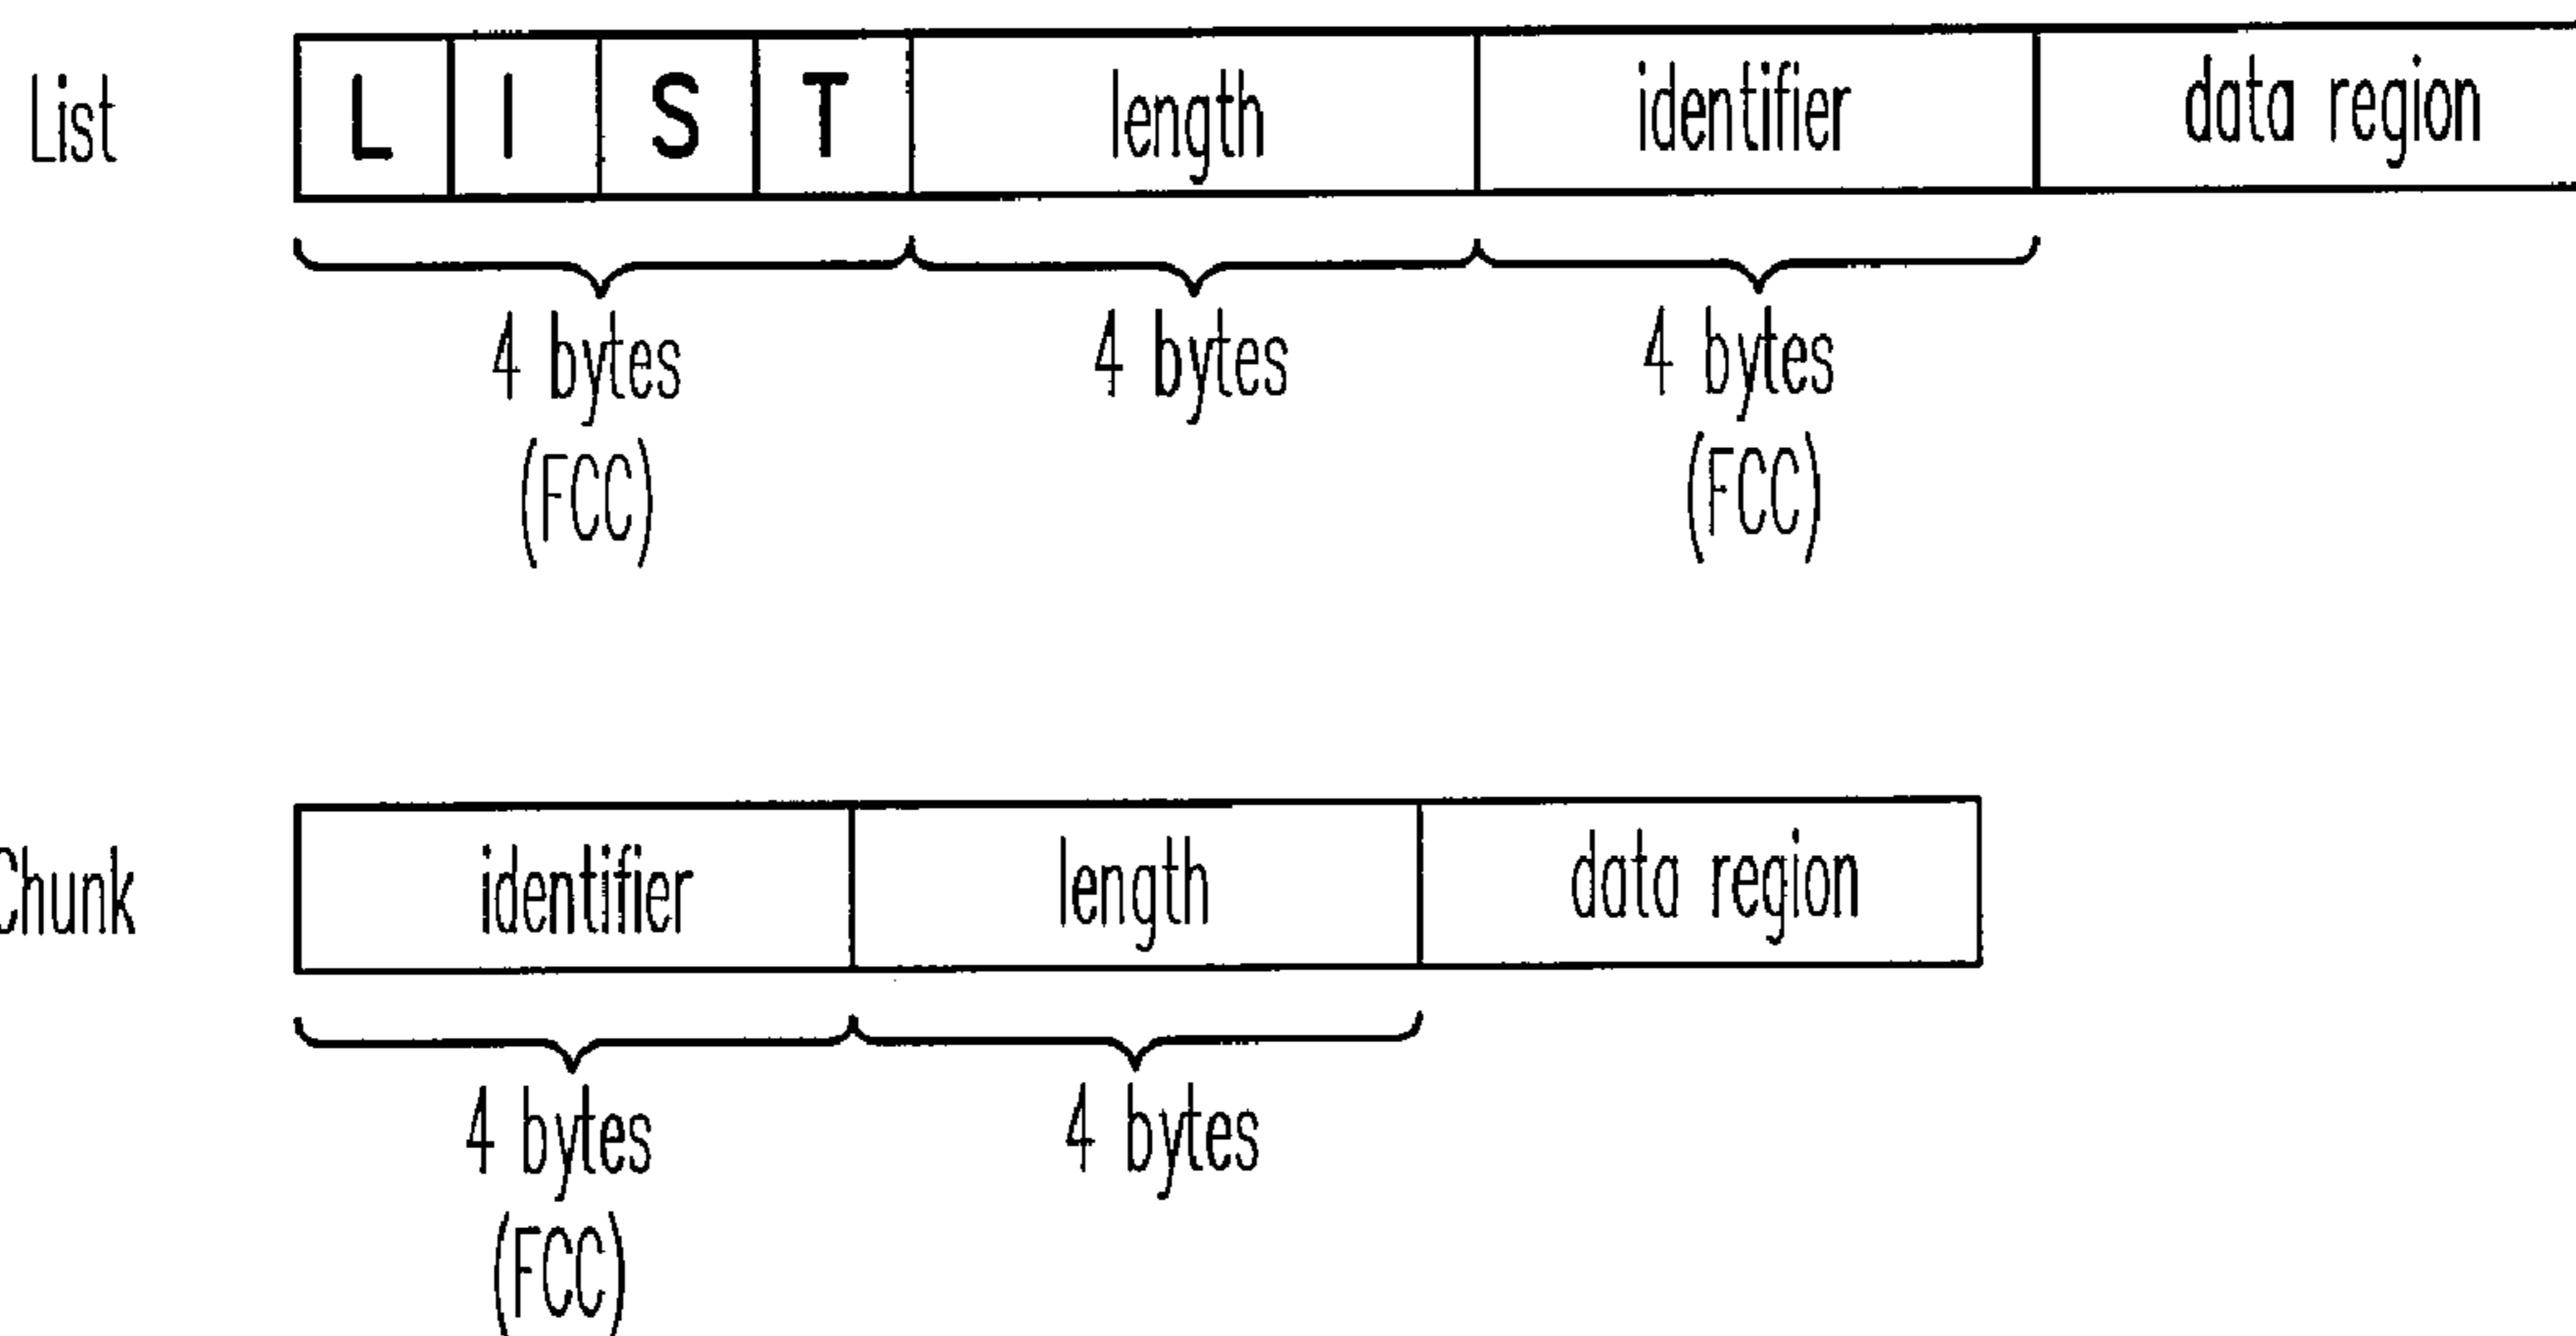 List L I S T length identifier data region
4 bytes 4 bytes 4 bytes
(FCC) (FCC)
Chunk identifier length data region
4 bytes 4 bytes
(FCC)